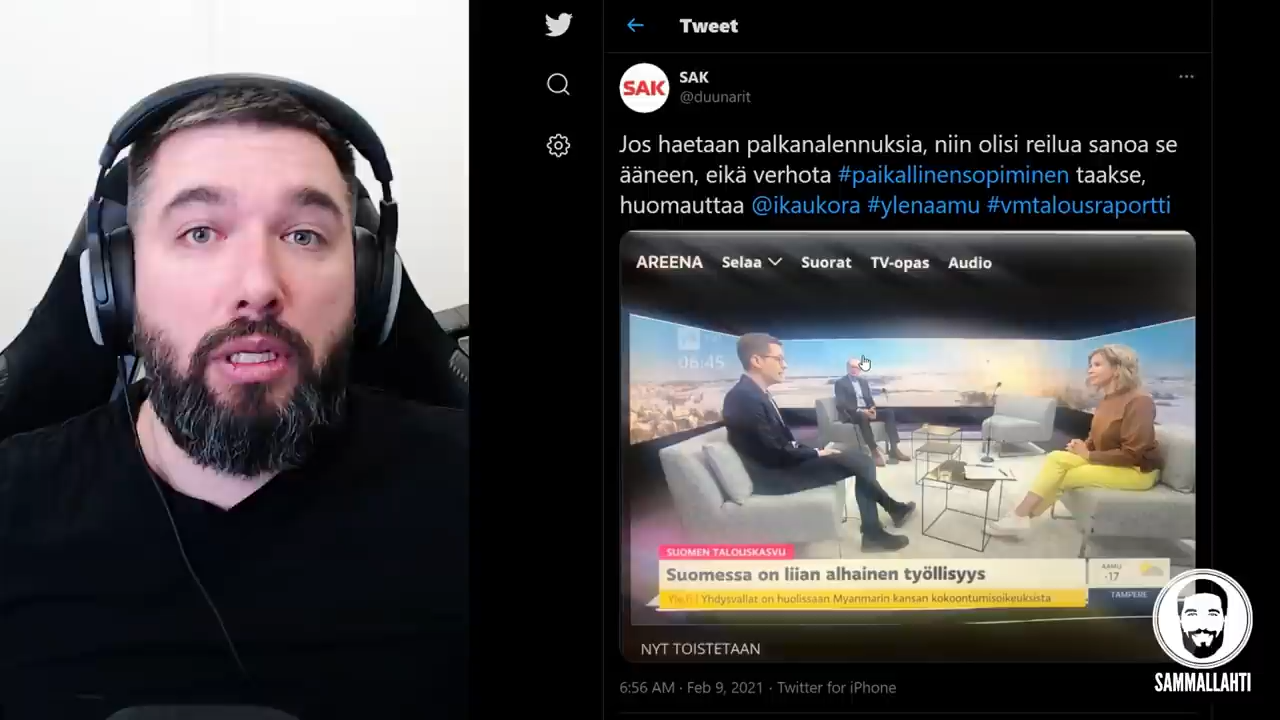 Tweet
SAK
SAK
@duunarit
Jos haetaan palkanalennuksia, niin olisi reilua sanoa se
ääneen, eikä verhota #paikallinensopiminen taakse,
huomauttaa @ikaukora #ylenaamu #vmtalousraportti
AREENA Selaa Suorat TV-opas Audio
06:45
SUOMEN TALOUSKASVU
Suomessa on liian alhainen työllisyys
Yhdysvallat on huolissaan Myanmarin kansan kokoontumisoikeuksista
AAMU
-17
TAMPERE
NYT TOISTETAAN
6:56 AM · Feb 9, 2021 · Twitter for iPhone
SAMMALLAHTI